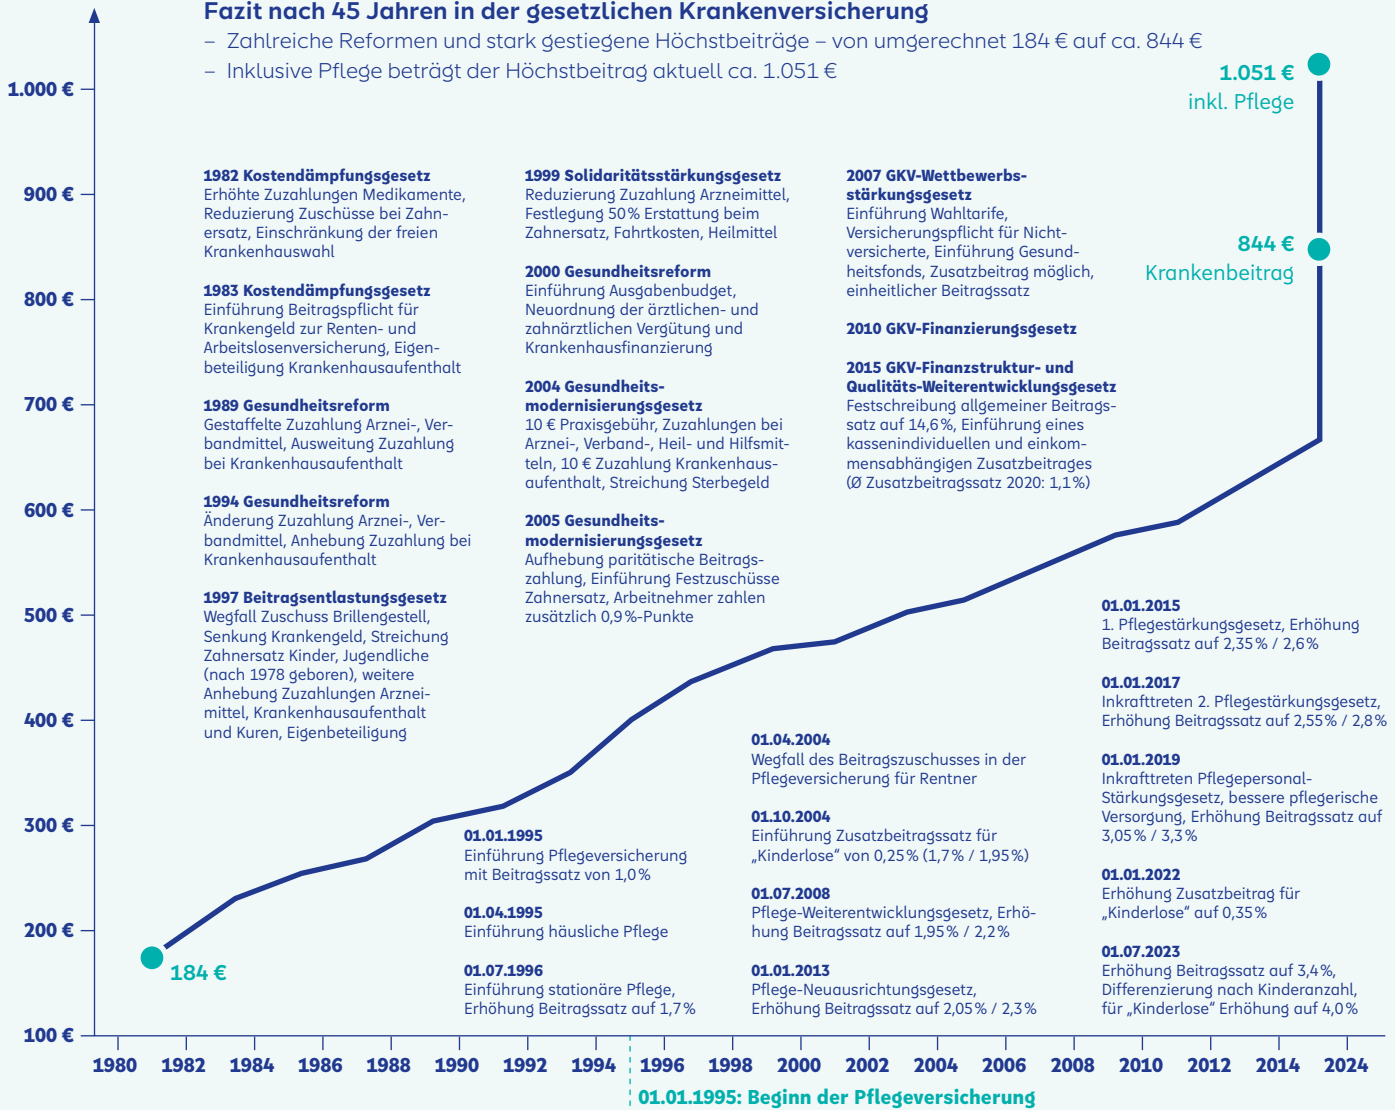 Fazit nach 45 Jahren in der gesetzlichen Krankenversicherung
– Zahlreiche Reformen und stark gestiegene Höchstbeiträge – von umgerechnet 184 € auf ca. 844 €
– Inklusive Pflege beträgt der Höchstbeitrag aktuell ca. 1.051 €
1.000 €
900 €
800 €
700 €
600 €
500 €
400 €
300 €
200 €
100 €
1982 Kostendämpfungsgesetz
Erhöhte Zuzahlungen Medikamente,
Reduzierung Zuschüsse bei Zahn-
ersatz, Einschränkung der freien
Krankenhauswahl
1983 Kostendämpfungsgesetz
Einführung Beitragspflicht für
Krankengeld zur Renten- und
Arbeitslosenversicherung, Eigen-
beteiligung Krankenhausaufenthalt
1989 Gesundheitsreform
Gestaffelte Zuzahlung Arznei-, Ver-
bandmittel, Ausweitung Zuzahlung
bei Krankenhausaufenthalt
1994 Gesundheitsreform
Änderung Zuzahlung Arznei-, Ver-
bandmittel, Anhebung Zuzahlung bei
Krankenhausaufenthalt
1997 Beitragsentlastungsgesetz
Wegfall Zuschuss Brillengestell,
Senkung Krankengeld, Streichung
Zahnersatz Kinder, Jugendliche
(nach 1978 geboren), weitere
Anhebung Zuzahlungen Arznei-
mittel, Krankenhausaufenthalt
und Kuren, Eigenbeteiligung
1999 Solidaritätsstärkungsgesetz
Reduzierung Zuzahlung Arzneimittel,
Festlegung 50 % Erstattung beim
Zahnersatz, Fahrtkosten, Heilmittel
2000 Gesundheitsreform
Einführung Ausgabenbudget,
Neuordnung der ärztlichen- und
zahnärztlichen Vergütung und
Krankenhausfinanzierung
2004 Gesundheits-
modernisierungsgesetz
10 € Praxisgebühr, Zuzahlungen bei
Arznei-, Verband-, Heil- und Hilfsmit-
teln, 10 € Zuzahlung Krankenhaus-
aufenthalt, Streichung Sterbegeld
2005 Gesundheits-
modernisierungsgesetz
Aufhebung paritätische Beitrags-
zahlung, Einführung Festzuschüsse
Zahnersatz, Arbeitnehmer zahlen
zusätzlich 0,9 %-Punkte
2007 GKV-Wettbewerbs-
stärkungsgesetz
Einführung Wahltarife,
Versicherungspflicht für Nicht-
versicherte, Einführung Gesund-
heitsfonds, Zusatzbeitrag möglich,
einheitlicher Beitragssatz
2010 GKV-Finanzierungsgesetz
2015 GKV-Finanzstruktur- und
Qualitäts-Weiterentwicklungsgesetz
Festschreibung allgemeiner Beitrags-
satz auf 14,6 %, Einführung eines
kassenindividuellen und einkom-
mensabhängigen Zusatzbeitrages
(Ø Zusatzbeitragssatz 2020: 1,1 %)
1.051 €
inkl. Pflege
844 €
Krankenbeitrag
184 €
01.01.1995
Einführung Pflegeversicherung
mit Beitragssatz von 1,0 %
01.04.1995
Einführung häusliche Pflege
01.07.1996
Einführung stationäre Pflege,
Erhöhung Beitragssatz auf 1,7 %
01.04.2004
Wegfall des Beitragszuschusses in der
Pflegeversicherung für Rentner
01.10.2004
Einführung Zusatzbeitragssatz für
„Kinderlose“ von 0,25 % (1,7 % / 1,95 %)
01.07.2008
Pflege-Weiterentwicklungsgesetz, Erhö-
hung Beitragssatz auf 1,95 % / 2,2 %
01.01.2013
Pflege-Neuausrichtungsgesetz,
Erhöhung Beitragssatz auf 2,05 % / 2,3 %
01.01.2015
1. Pflegestärkungsgesetz, Erhöhung
Beitragssatz auf 2,35 % / 2,6 %
01.01.2017
Inkrafttreten 2. Pflegestärkungsgesetz,
Erhöhung Beitragssatz auf 2,55 % / 2,8 %
01.01.2019
Inkrafttreten Pflegepersonal-
Stärkungsgesetz, bessere pflegerische
Versorgung, Erhöhung Beitragssatz auf
3,05 % / 3,3 %
01.01.2022
Erhöhung Zusatzbeitrag für
„Kinderlose“ auf 0,35 %
01.07.2023
Erhöhung Beitragssatz auf 3,4 %,
Differenzierung nach Kinderanzahl,
für „Kinderlose“ Erhöhung auf 4,0 %
1980 1982 1984 1986 1988 1990 1992 1994 1996 1998 2000 2002 2004 2006 2008 2010 2012 2014 2024
01.01.1995: Beginn der Pflegeversicherung